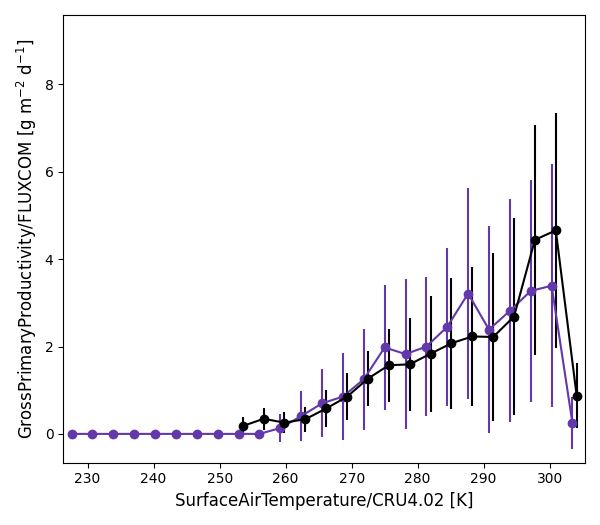 GrossPrimaryProductivity/FLUXCOM [g m⁻² d⁻¹]
8
6
4
2
0
230 240 250 260 270 280 290 300
SurfaceAirTemperature/CRU4.02 [K]